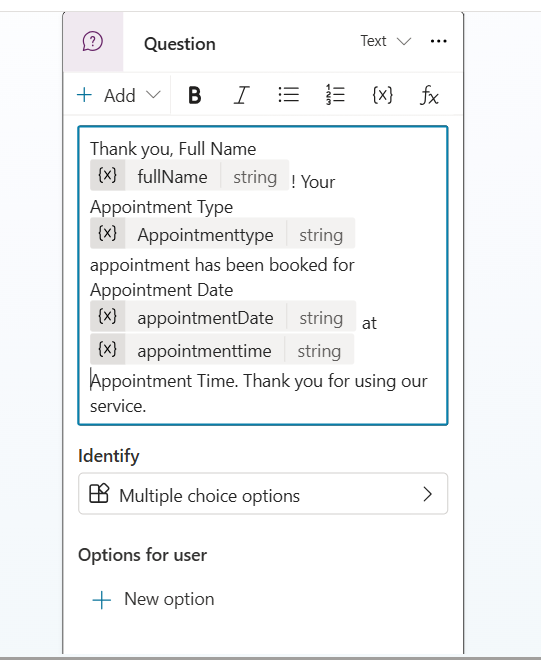 Question
Text
Add B I {x} fx
Thank you, Full Name
{x} fullName string ! Your
Appointment Type
{x} Appointmenttype string
appointment has been booked for
Appointment Date
{x} appointmentDate string at
{x} appointmenttime string
Appointment Time. Thank you for using our
service.
Identify
Multiple choice options
Options for user
New option